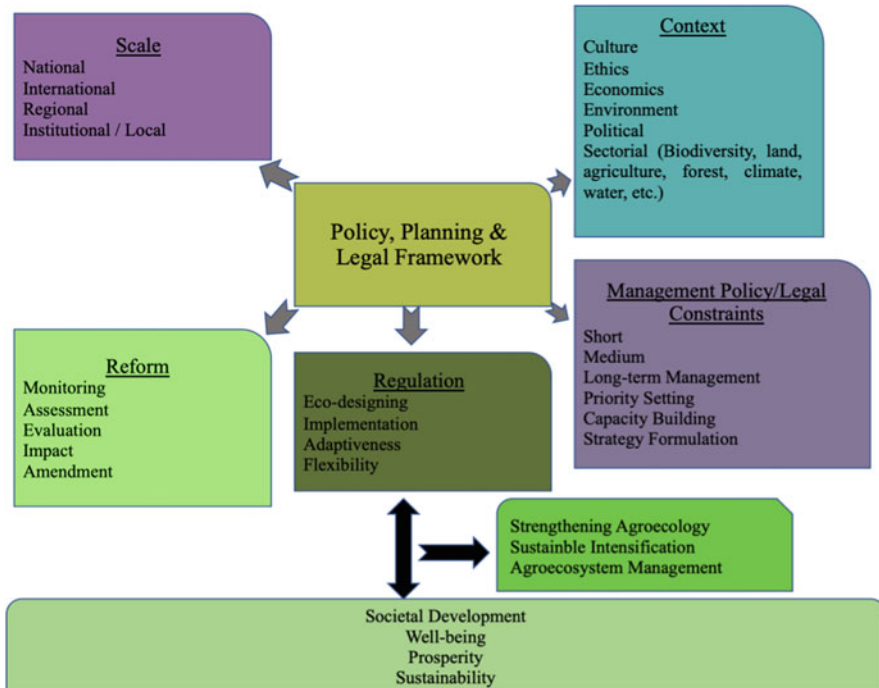 Scale
National
International
Regional
Institutional / Local
Context
Culture
Ethics
Economics
Environment
Political
Sectorial (Biodiversity, land,
agriculture, forest, climate,
water, etc.)
Policy, Planning &
Legal Framework
Management Policy/Legal
Constraints
Short
Medium
Long-term Management
Priority Setting
Capacity Building
Strategy Formulation
Reform
Monitoring
Assessment
Evaluation
Impact
Amendment
Regulation
Eco-designing
Implementation
Adaptiveness
Flexibility
Strengthening Agroecology
Sustainble Intensification
Agroecosystem Management
Societal Development
Well-being
Prosperity
Sustainability